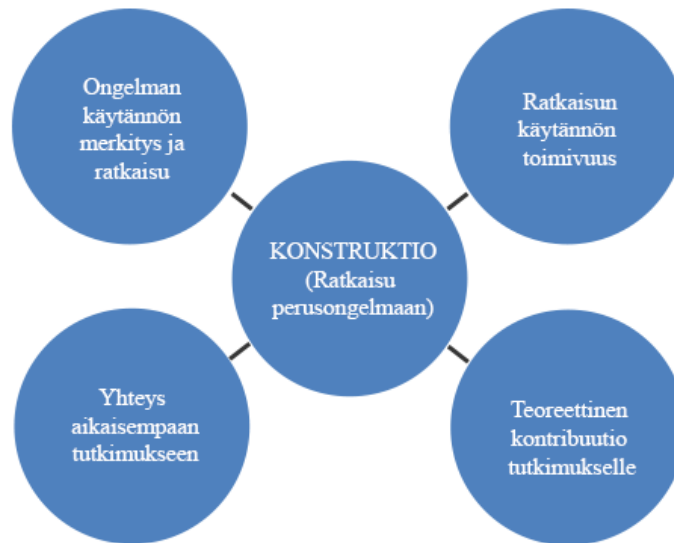 Ongelman
käytännön
merkitys ja
ratkaisu
Ratkaisun
käytännön
toimivuus
KONSTRUKTIO
(Ratkaisu
perusongelmaan)
Yhteys
aikaisempaan
tutkimukseen
Teoreettinen
kontribuutio
tutkimukselle